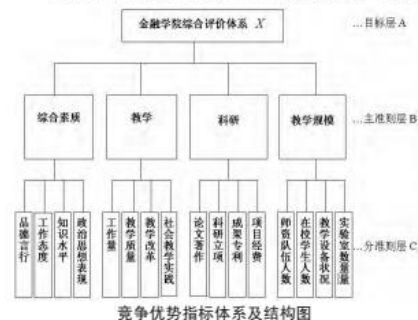 金融学院综合评价体系 X
…目标层 A
综合素质
教学
科研
教学规模
…主准则层 B
品德言行
工作态度
知识水平
政治思想表现
工作量
教学质量
教学改革
社会教学实践
论文著作
科研立项
成果专利
项目经费
师资队伍人数
在校学生人数
教学设备状况
实验室数量量
…分准则层 C
竞争优势指标体系及结构图